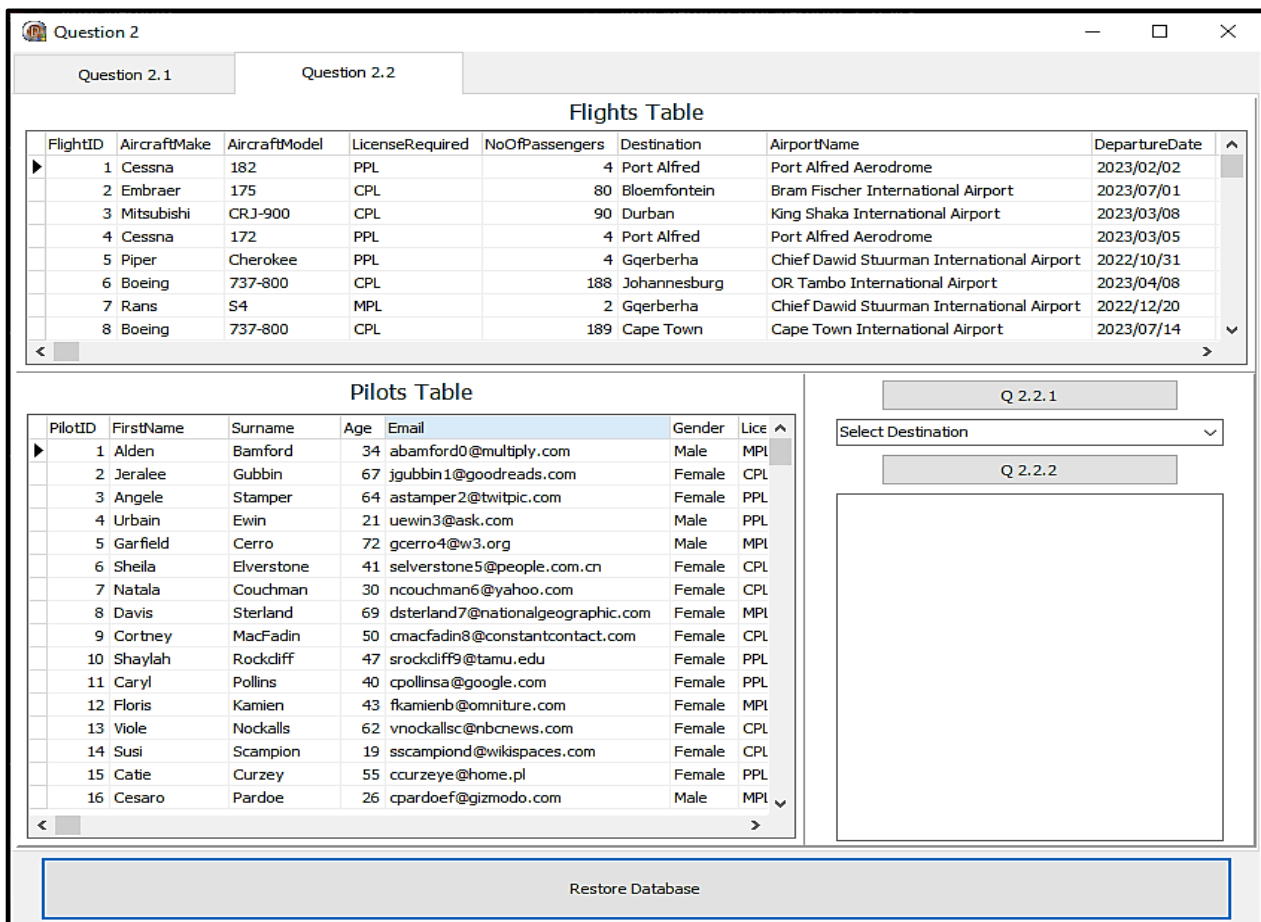 Question 2
Question 2.1 Question 2.2
Flights Table
FlightID AircraftMake AircraftModel LicenseRequired NoOfPassengers Destination AirportName DepartureDate
1 Cessna 182 PPL 4 Port Alfred Port Alfred Aerodrome 2023/02/02
2 Embraer 175 CPL 80 Bloemfontein Bram Fischer International Airport 2023/07/01
3 Mitsubishi CRJ-900 CPL 90 Durban King Shaka International Airport 2023/03/08
4 Cessna 172 PPL 4 Port Alfred Port Alfred Aerodrome 2023/03/05
5 Piper Cherokee PPL 4 Gqerberha Chief Dawid Stuurman International Airport 2022/10/31
6 Boeing 737-800 CPL 188 Johannesburg OR Tambo International Airport 2023/04/08
7 Rans S4 MPL 2 Gqerberha Chief Dawid Stuurman International Airport 2022/12/20
8 Boeing 737-800 CPL 189 Cape Town Cape Town International Airport 2023/07/14
Pilots Table
PilotID FirstName Surname Age Email Gender Lice
1 Alden Bamford 34 abamford0@multiply.com Male MPL
2 Jeralee Gubbin 67 jgubbin1@goodreads.com Female CPL
3 Angele Stamper 64 astamper2@twitpic.com Female PPL
4 Urbain Ewin 21 uewin3@ask.com Male PPL
5 Garfield Cerro 72 gcerro4@w3.org Male MPL
6 Sheila Elverstone 41 selverstone5@people.com.cn Female CPL
7 Natala Couchman 30 ncouchman6@yahoo.com Female CPL
8 Davis Sterland 69 dsterland7@nationalgeographic.com Female MPL
9 Cortney MacFadin 50 cmacfadin8@constantcontact.com Female CPL
10 Shaylah Rockcliff 47 srockcliff9@tamu.edu Female PPL
11 Caryl Pollins 40 cpollinsa@google.com Female PPL
12 Floris Kamien 43 fkamienb@omniture.com Female MPL
13 Viole Nockalls 62 vnockallsc@nbcnews.com Female CPL
14 Susi Scampion 19 sscampiond@wikispaces.com Female CPL
15 Catie Curzey 55 ccurzeye@home.pl Female PPL
16 Cesaro Pardoe 26 cpardoef@gizmodo.com Male MPL
Q 2.2.1
Select Destination
Q 2.2.2
Restore Database